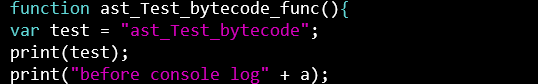 function ast_Test_bytecode_func(){
var test = "ast_Test_bytecode";
print(test);
print("before console log" + a);